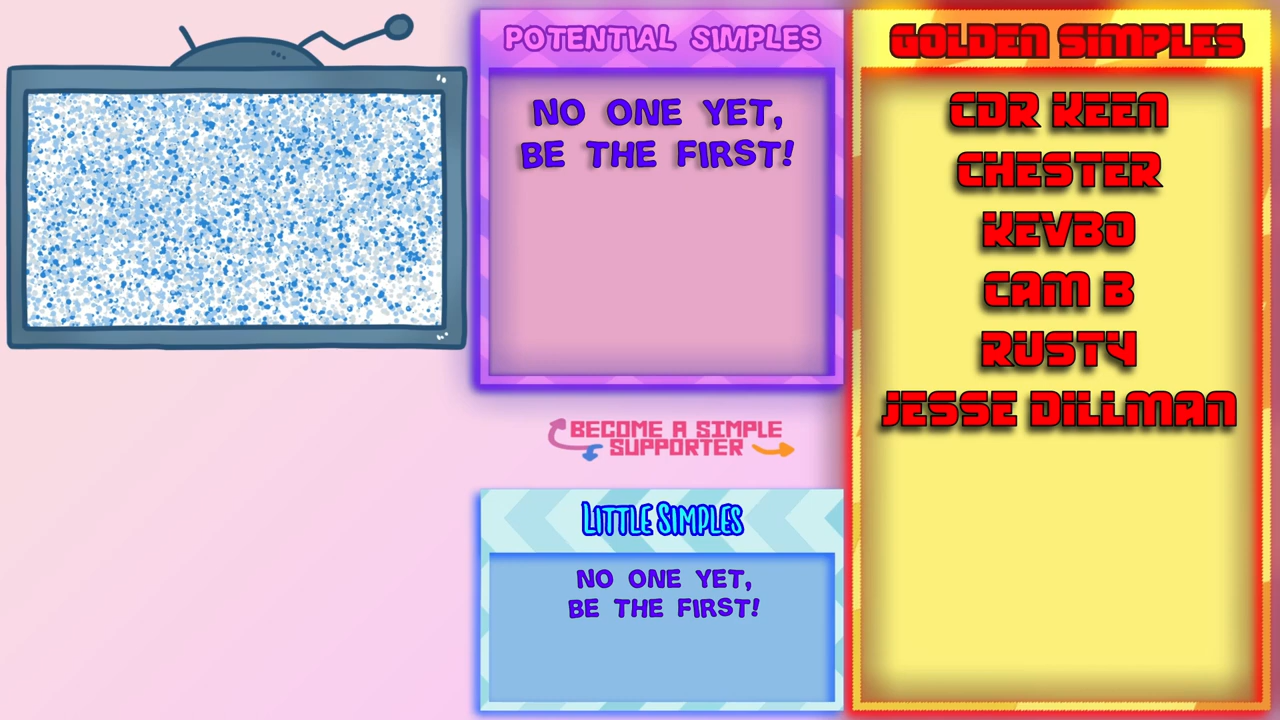 POTENTIAL SIMPLES
NO ONE YET,
BE THE FIRST!
BECOME A SIMPLE
SUPPORTER
LITTLE SIMPLES
NO ONE YET,
BE THE FIRST!
GOLDEN SIMPLES
CDR KEEN
CHESTER
KEVBO
CAM B
RUSTY
JESSE DILLMAN